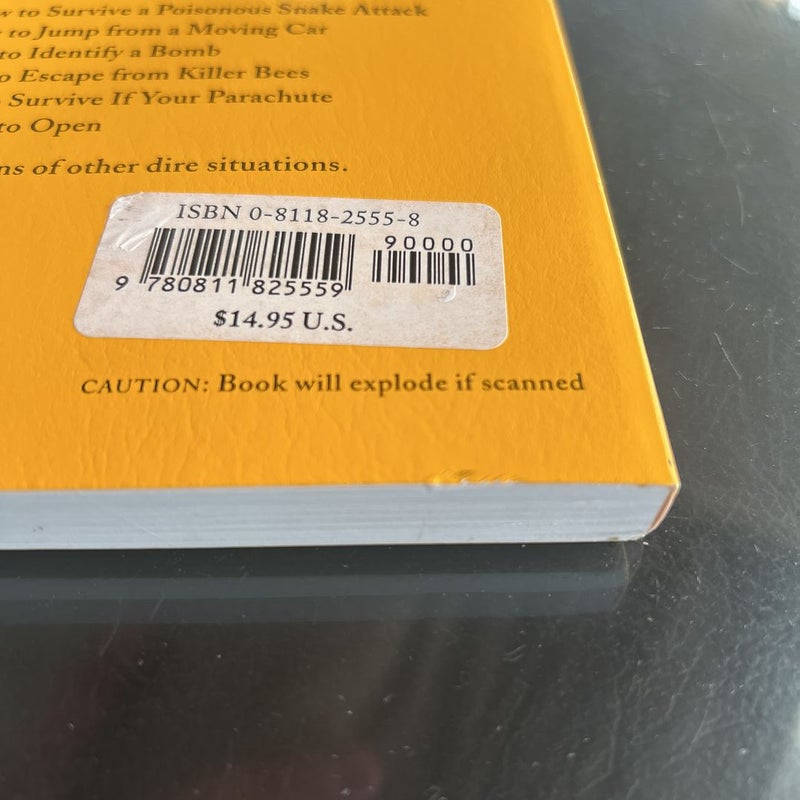 to Survive a Poisonous Snake Attack
to Jump from a Moving Car
to Identify a Bomb
Escape from Killer Bees
Survive If Your Parachute
to Open
of other dire situations.
ISBN 0-8118-2555-8
90000
9 780811 825559
$14.95 U.S.
CAUTION: Book will explode if scanned